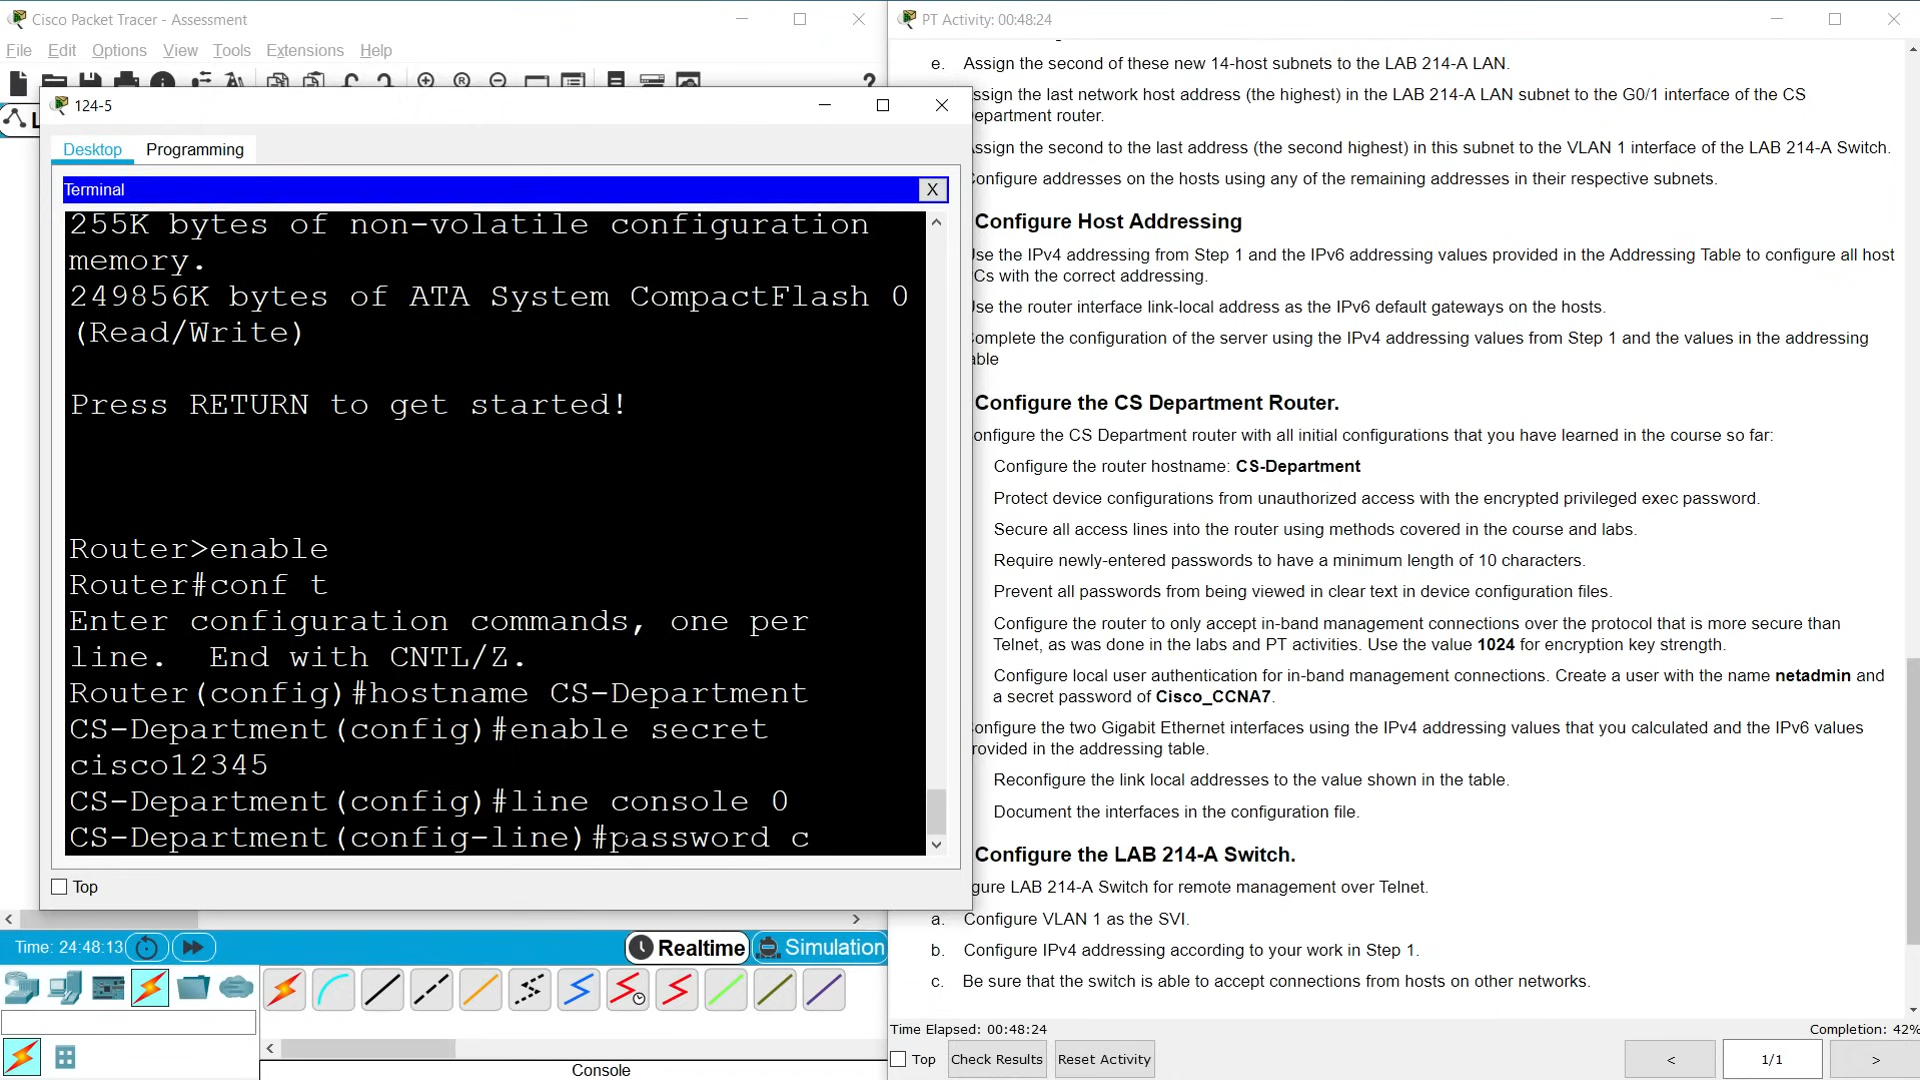 Cisco Packet Tracer - Assessment
File Edit Options View Tools Extensions Help
124-5
Desktop Programming
Terminal
X
255K bytes of non-volatile configuration
memory.
249856K bytes of ATA System CompactFlash 0
(Read/Write)
Press RETURN to get started!
Router>enable
Router#conf t
Enter configuration commands, one per
line.  End with CNTL/Z.
Router(config)#hostname CS-Department
CS-Department(config)#enable secret
cisco12345
CS-Department(config)#line console 0
CS-Department(config-line)#password c
Top
Time: 24:48:13
Realtime
Simulation
Console
PT Activity: 00:48:24
e. Assign the second of these new 14-host subnets to the LAB 214-A LAN.
ssign the last network host address (the highest) in the LAB 214-A LAN subnet to the G0/1 interface of the CS
epartment router.
ssign the second to the last address (the second highest) in this subnet to the VLAN 1 interface of the LAB 214-A Switch.
onfigure addresses on the hosts using any of the remaining addresses in their respective subnets.
Configure Host Addressing
se the IPv4 addressing from Step 1 and the IPv6 addressing values provided in the Addressing Table to configure all host
Cs with the correct addressing.
se the router interface link-local address as the IPv6 default gateways on the hosts.
omplete the configuration of the server using the IPv4 addressing values from Step 1 and the values in the addressing
able
Configure the CS Department Router.
onfigure the CS Department router with all initial configurations that you have learned in the course so far:
Configure the router hostname: CS-Department
Protect device configurations from unauthorized access with the encrypted privileged exec password.
Secure all access lines into the router using methods covered in the course and labs.
Require newly-entered passwords to have a minimum length of 10 characters.
Prevent all passwords from being viewed in clear text in device configuration files.
Configure the router to only accept in-band management connections over the protocol that is more secure than
Telnet, as was done in the labs and PT activities. Use the value 1024 for encryption key strength.
Configure local user authentication for in-band management connections. Create a user with the name netadmin and
a secret password of Cisco_CCNA7.
onfigure the two Gigabit Ethernet interfaces using the IPv4 addressing values that you calculated and the IPv6 values
rovided in the addressing table.
Reconfigure the link local addresses to the value shown in the table.
Document the interfaces in the configuration file.
Configure the LAB 214-A Switch.
gure LAB 214-A Switch for remote management over Telnet.
a. Configure VLAN 1 as the SVI.
b. Configure IPv4 addressing according to your work in Step 1.
c. Be sure that the switch is able to accept connections from hosts on other networks.
Time Elapsed: 00:48:24 Completion: 42%
Top Check Results Reset Activity < 1/1 >